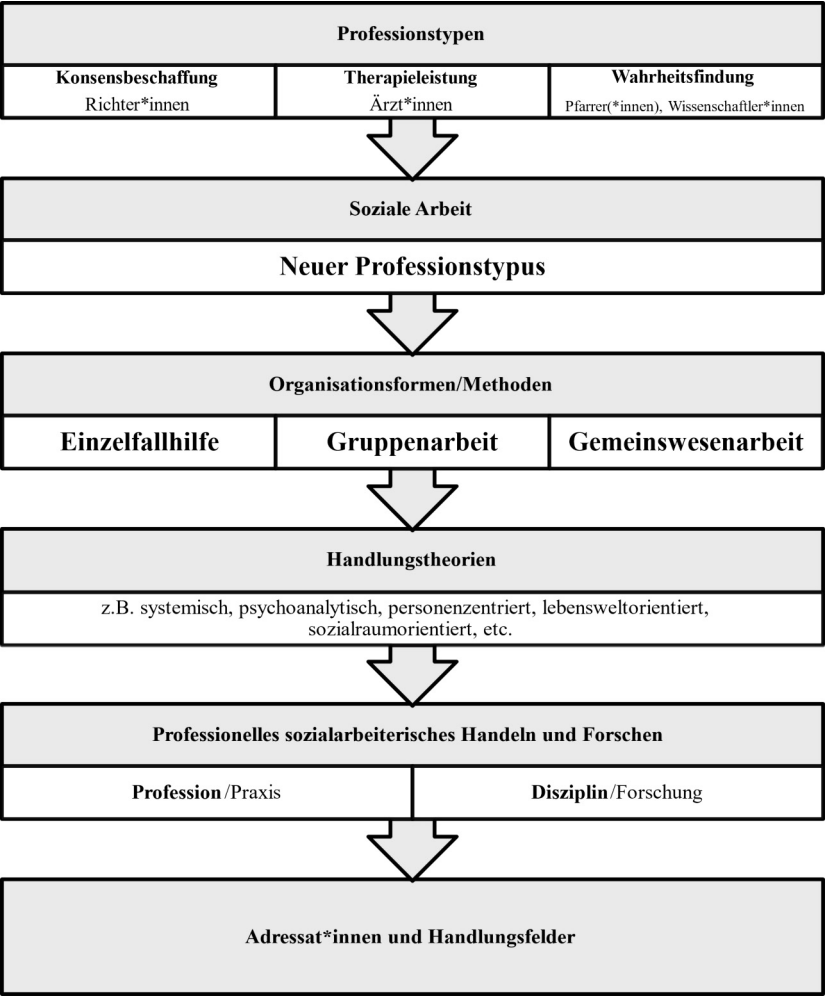 Professionstypen
Konsensbeschaffung
Richter*innen
Therapieleistung
Ärzt*innen
Wahrheitsfindung
Pfarrer(*innen), Wissenschaftler*innen
Soziale Arbeit
Neuer Professionstypus
Organisationsformen/Methoden
Einzelfallhilfe
Gruppenarbeit
Gemeinswesenarbeit
Handlungstheorien
z.B. systemisch, psychoanalytisch, personenzentriert, lebensweltorientiert,
sozialraumorientiert, etc.
Professionelles sozialarbeiterisches Handeln und Forschen
Profession/Praxis
Disziplin/Forschung
Adressat*innen und Handlungsfelder